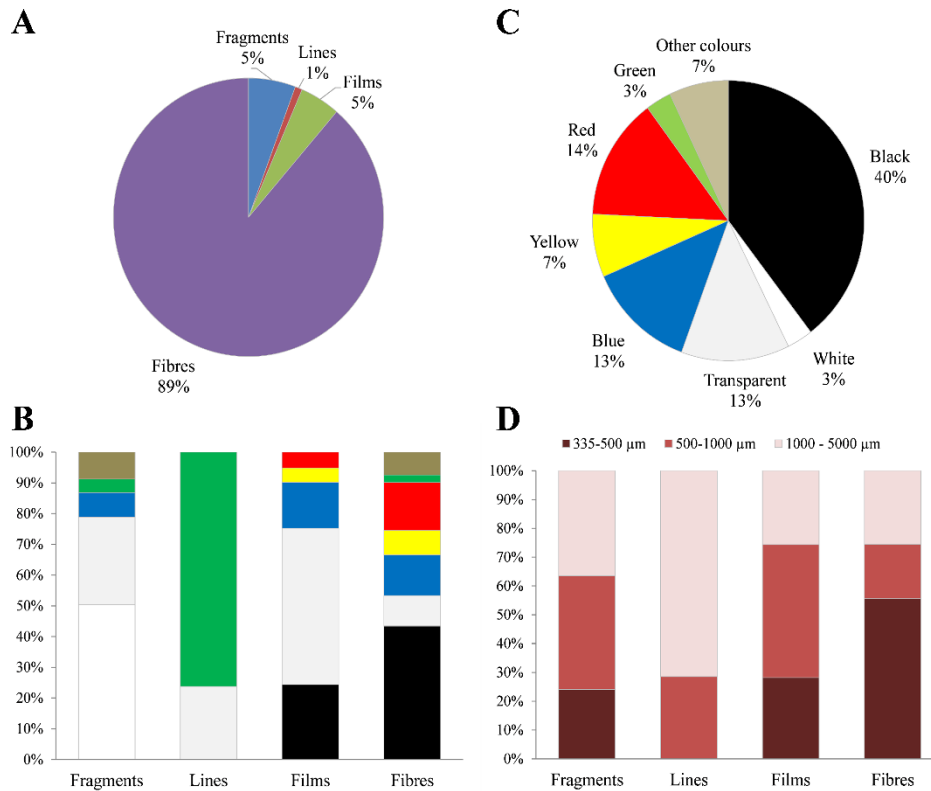 A
Fragments
5%
Lines
1%
Films
5%
Fibres
89%
C
Other colours
7%
Green
3%
Red
14%
Yellow
7%
Blue
13%
Transparent
13%
White
3%
Black
40%
B
100%
90%
80%
70%
60%
50%
40%
30%
20%
10%
0%
Fragments Lines Films Fibres
D
335-500 µm 500-1000 µm 1000 - 5000 µm
100%
90%
80%
70%
60%
50%
40%
30%
20%
10%
0%
Fragments Lines Films Fibres